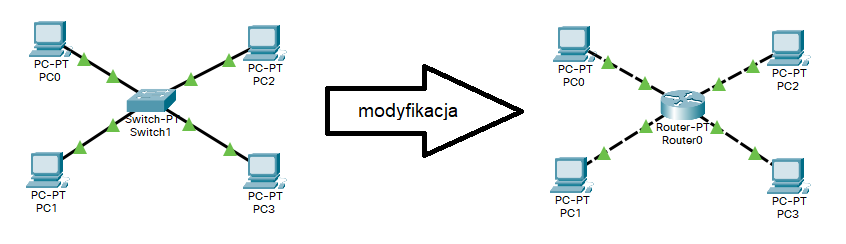 PC-PT
PC0
PC-PT
PC2
Switch-PT
Switch1
PC-PT
PC1
PC-PT
PC3
modyfikacja
PC-PT
PC0
PC-PT
PC2
Router-PT
Router0
PC-PT
PC1
PC-PT
PC3